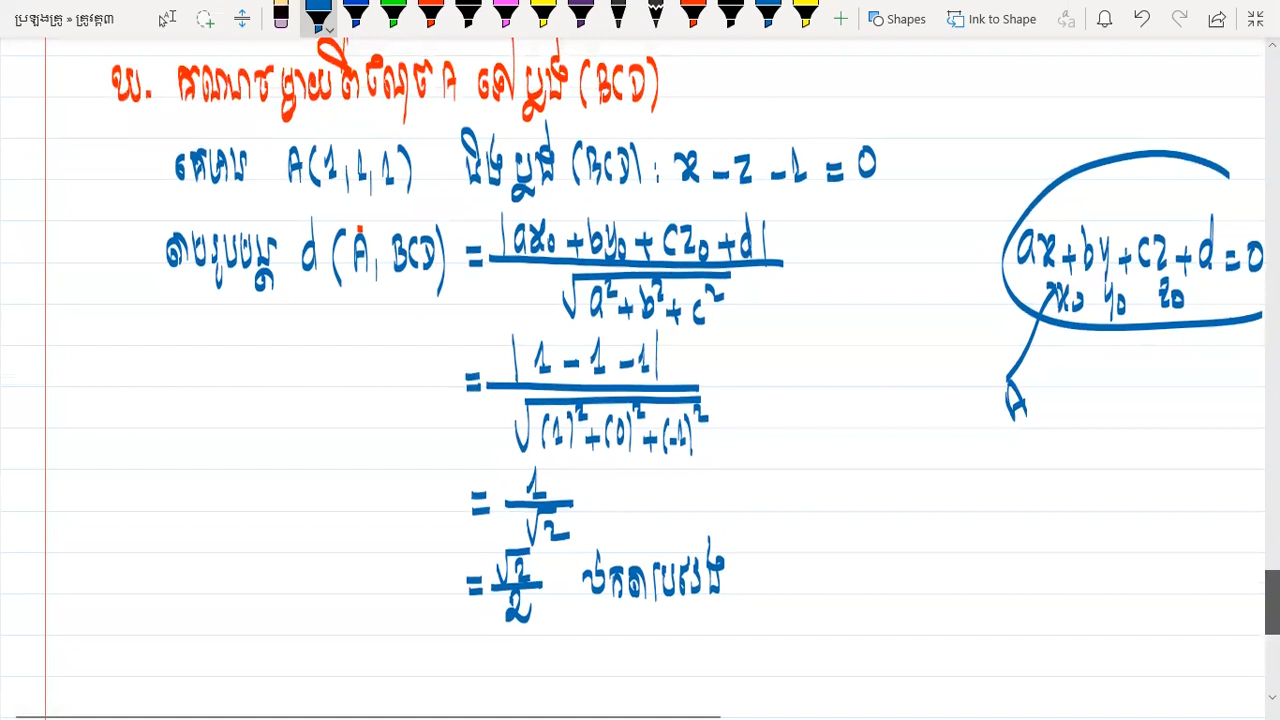 ប្រឡងគ្រូ » គ្រូវគ្គ៣
Shapes
Ink to Shape
ឃ. គណនាចម្ងាយពីចំណុច A ទៅប្លង់ (BCD)
គេមាន A(1,1,1) និងប្លង់ (BCD) : x - z - 1 = 0
តាមរូបមន្ត d (A, BCD) = |ax₀ + by₀ + cz₀ + d| / √(a² + b² + c²)
= | 1 - 1 - 1| / √((1)² + (0)² + (-1)²)
= 1 / √2
= √2 / 2 ឯកតាប្រវែង
ax + by + cz + d = 0
x₀ y₀ z₀
A